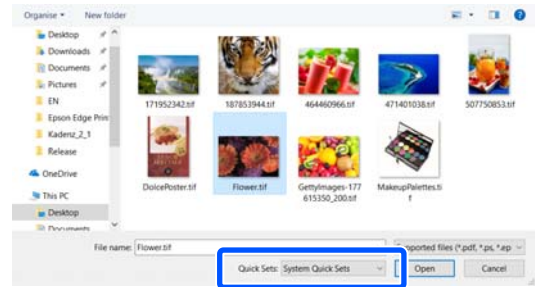 Organise
New folder
Desktop
Downloads
Documents
Pictures
EN
Epson Edge Prin
Kadenz_2_1
Release
OneDrive
This PC
Desktop
Documents
171952342.tif
187853944.tif
464460966.tif
471401038.tif
507750853.tif
DolcePoster.tif
Flower.tif
GettyImages-177
615350_200.tif
MakeupPalettes.ti
f
File name: Flower.tif
Supported files (*.pdf, *.ps, *.ep
Quick Sets: System Quick Sets
Open
Cancel